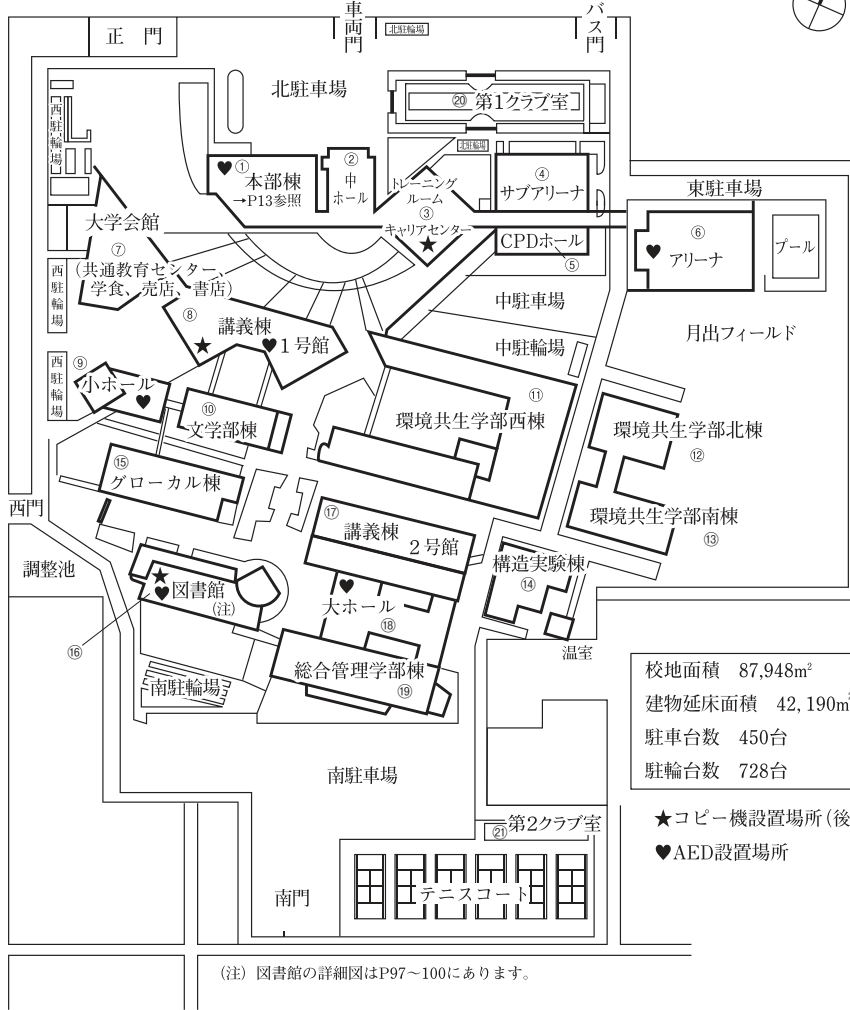 正 門
車両門
北駐輪場
バス門
北駐車場
⑳ 第1クラブ室
西駐輪場
北駐輪場
① 本部棟
→P13参照
②
中
ホール
トレーニング
ルーム
③
キャリアセンター
★
④
サブアリーナ
CPDホール
⑤
東駐車場
♥
⑥
アリーナ
プール
大学会館
⑦
(共通教育センター、
学食、売店、書店)
西駐輪場
⑧
講義棟
★ ♥ 1号館
中駐車場
中駐輪場
月出フィールド
西駐輪場
⑨
小ホール
♥
⑩
文学部棟
⑪
環境共生学部西棟
環境共生学部北棟
⑫
⑮
グローカル棟
⑰
講義棟
2号館
環境共生学部南棟
⑬
西門
調整池
構造実験棟
⑭
★
♥ 図書館
(注)
⑯
♥
大ホール
⑱
温室
総合管理学部棟
⑲
南駐輪場
校地面積 87,948m²
建物延床面積 42,190m²
駐車台数 450台
駐輪台数 728台
南駐車場
★コピー機設置場所(後
♥AED設置場所
㉑ 第2クラブ室
テニスコート
南門
(注) 図書館の詳細図はP97～100にあります。